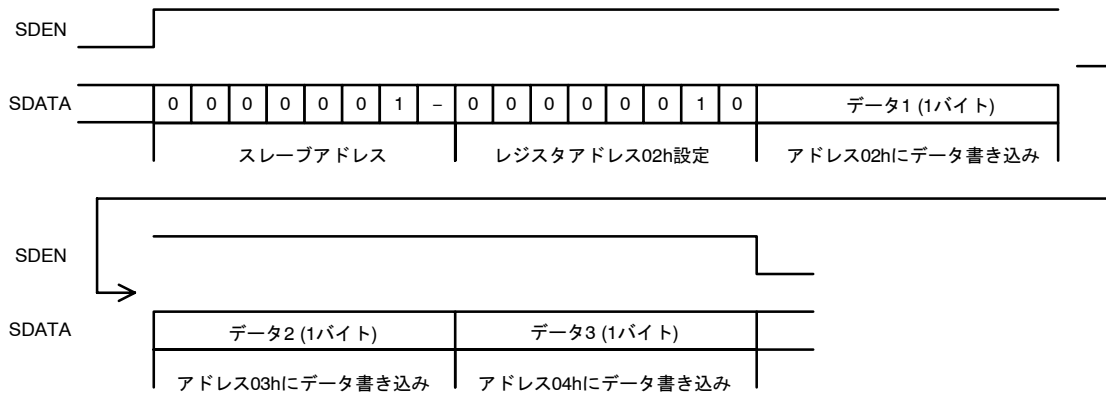 SDEN
SDATA 0 0 0 0 0 0 1 − 0 0 0 0 0 0 1 0 データ1 (1バイト)
スレーブアドレス レジスタアドレス02h設定 アドレス02hにデータ書き込み
SDEN
SDATA データ2 (1バイト) データ3 (1バイト)
アドレス03hにデータ書き込み アドレス04hにデータ書き込み